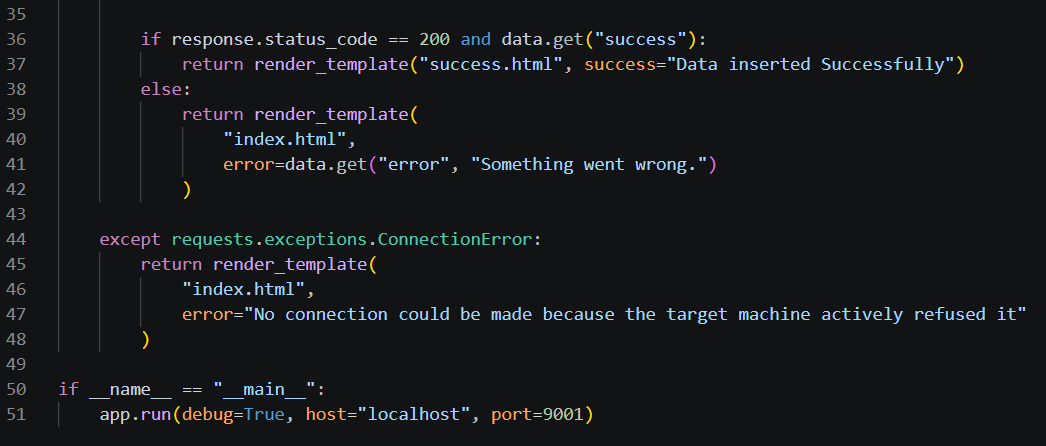 35
36 if response.status_code == 200 and data.get("success"):
37 return render_template("success.html", success="Data inserted Successfully")
38 else:
39 return render_template(
40 "index.html",
41 error=data.get("error", "Something went wrong.")
42 )
43
44 except requests.exceptions.ConnectionError:
45 return render_template(
46 "index.html",
47 error="No connection could be made because the target machine actively refused it"
48 )
49
50 if __name__ == "__main__":
51 app.run(debug=True, host="localhost", port=9001)